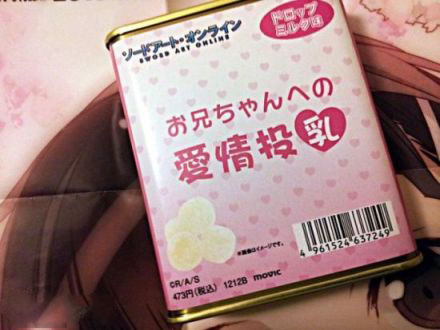 ソードアート・オンライン
SWORD ART ONLINE
ドロップ
ミルク味
お兄ちゃんへの
愛情投乳
※画像はイメージです。
4 961524 637249
©R/A/S
473円(税込) 1212B movic